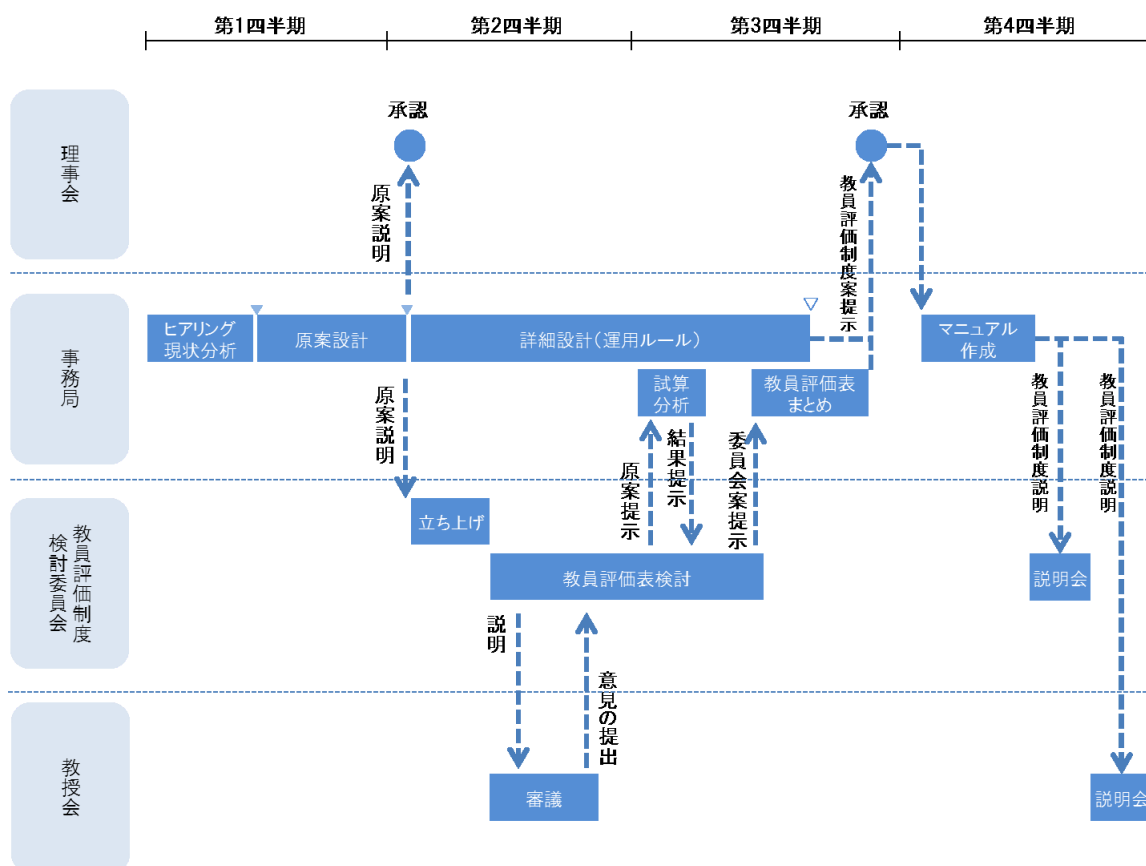 第1四半期
第2四半期
第3四半期
第4四半期
理事会
承認
承認
原案説明
教員評価制度案提示
事務局
ヒアリング
現状分析
原案設計
詳細設計（運用ルール）
マニュアル
作成
試算
分析
教員評価表
まとめ
原案説明
原案提示
結果提示
委員会案提示
教員評価制度説明
教員評価制度説明
教員評価制度
検討委員会
立ち上げ
教員評価表検討
説明会
説明
意見の提出
教授会
審議
説明会